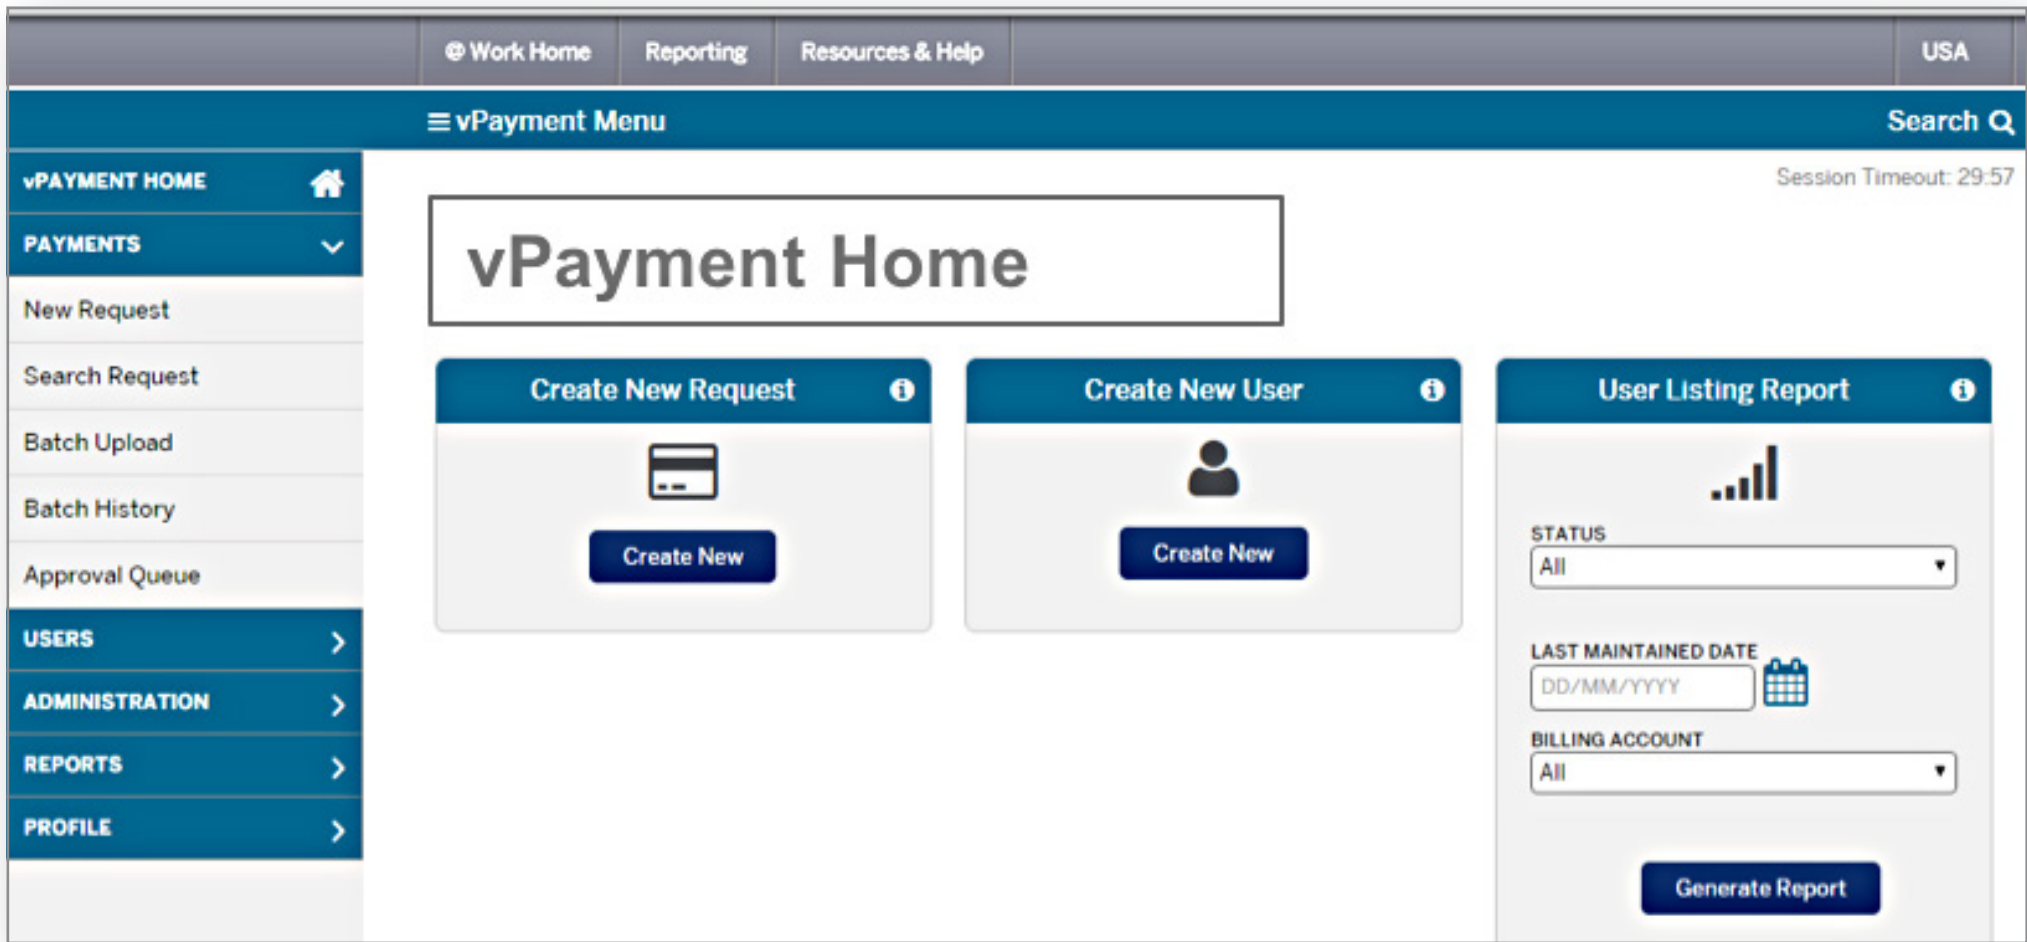 @ Work Home Reporting Resources & Help USA
vPayment Menu Search
Session Timeout: 29:57
vPAYMENT HOME
PAYMENTS
New Request
Search Request
Batch Upload
Batch History
Approval Queue
USERS
ADMINISTRATION
REPORTS
PROFILE
vPayment Home
Create New Request
Create New
Create New User
Create New
User Listing Report
STATUS
All
LAST MAINTAINED DATE
DD/MM/YYYY
BILLING ACCOUNT
All
Generate Report